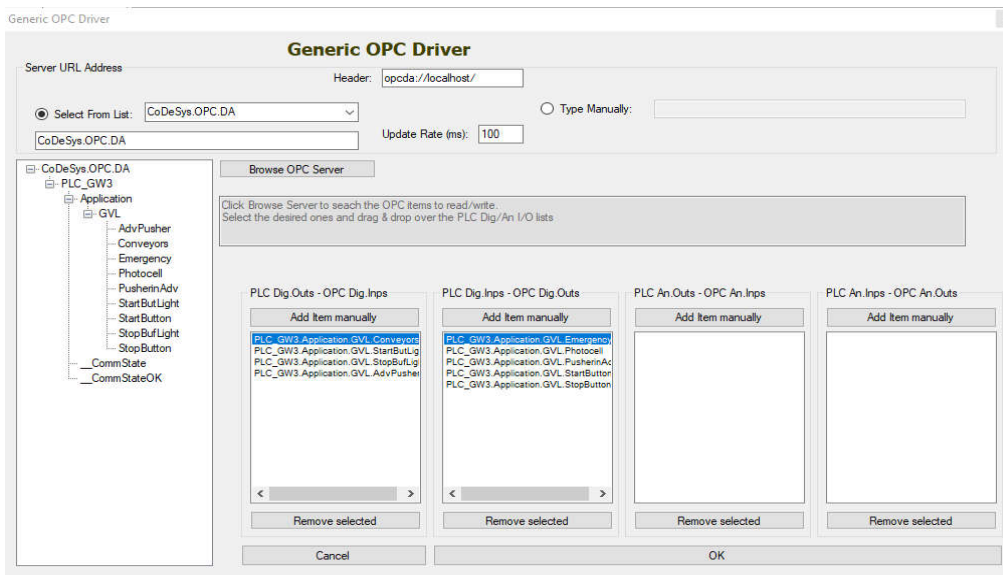 Generic OPC Driver
Generic OPC Driver
Server URL Address
Header: opcda://localhost/
Select From List: CoDeSys.OPC.DA
Type Manually:
CoDeSys.OPC.DA
Update Rate (ms): 100
CoDeSys.OPC.DA
PLC_GW3
Application
GVL
AdvPusher
Conveyors
Emergency
Photocell
PusherinAdv
StartButLight
StartButton
StopBufLight
StopButton
__CommState
__CommStateOK
Browse OPC Server
Click Browse Server to seach the OPC items to read/write.
Select the desired ones and drag & drop over the PLC Dig/An I/O lists
PLC Dig.Outs - OPC Dig.Inps
Add Item manually
PLC_GW3.Application.GVL.Conveyors
PLC_GW3.Application.GVL.StartButLig
PLC_GW3.Application.GVL.StopBufLig
PLC_GW3.Application.GVL.AdvPusher
Remove selected
PLC Dig.Inps - OPC Dig.Outs
Add Item manually
PLC_GW3.Application.GVL.Emergency
PLC_GW3.Application.GVL.Photocell
PLC_GW3.Application.GVL.PusherinAc
PLC_GW3.Application.GVL.StartButton
PLC_GW3.Application.GVL.StopButton
Remove selected
PLC An.Outs - OPC An.Inps
Add Item manually
Remove selected
PLC An.Inps - OPC An.Outs
Add Item manually
Remove selected
Cancel
OK